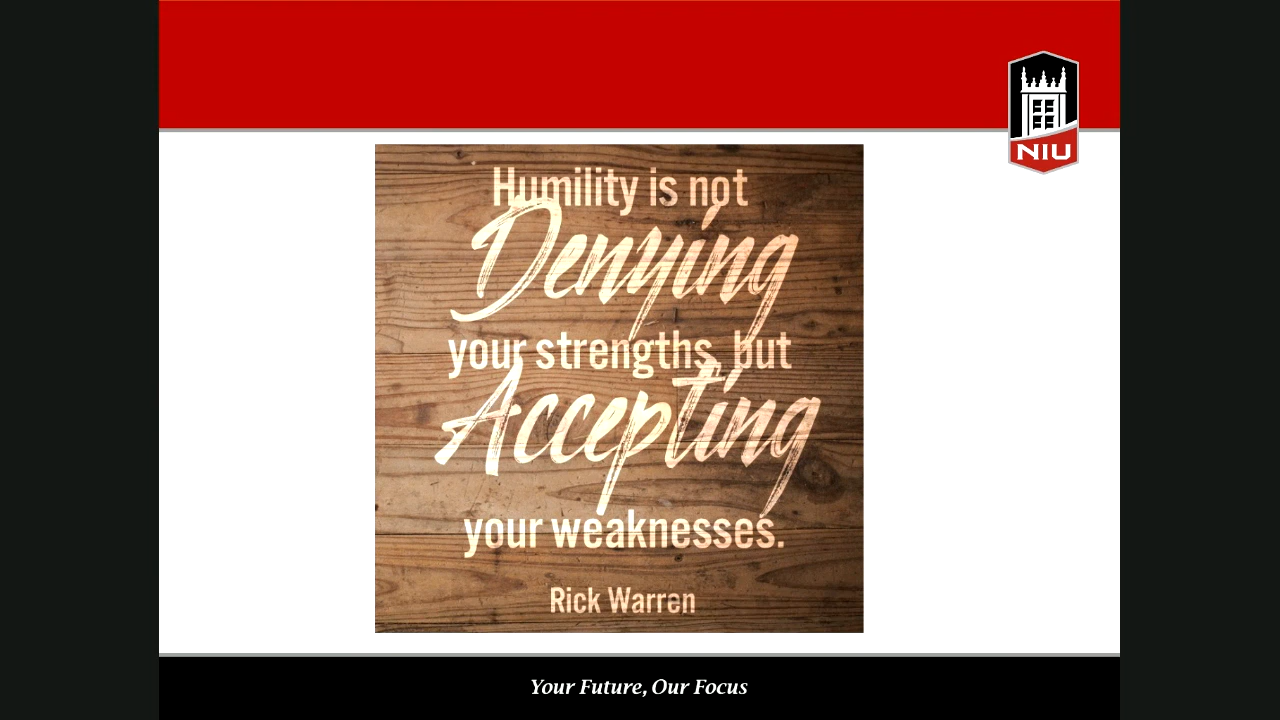 NIU
Humility is not
Denying
your strengths, but
Accepting
your weaknesses.
Rick Warren
Your Future, Our Focus